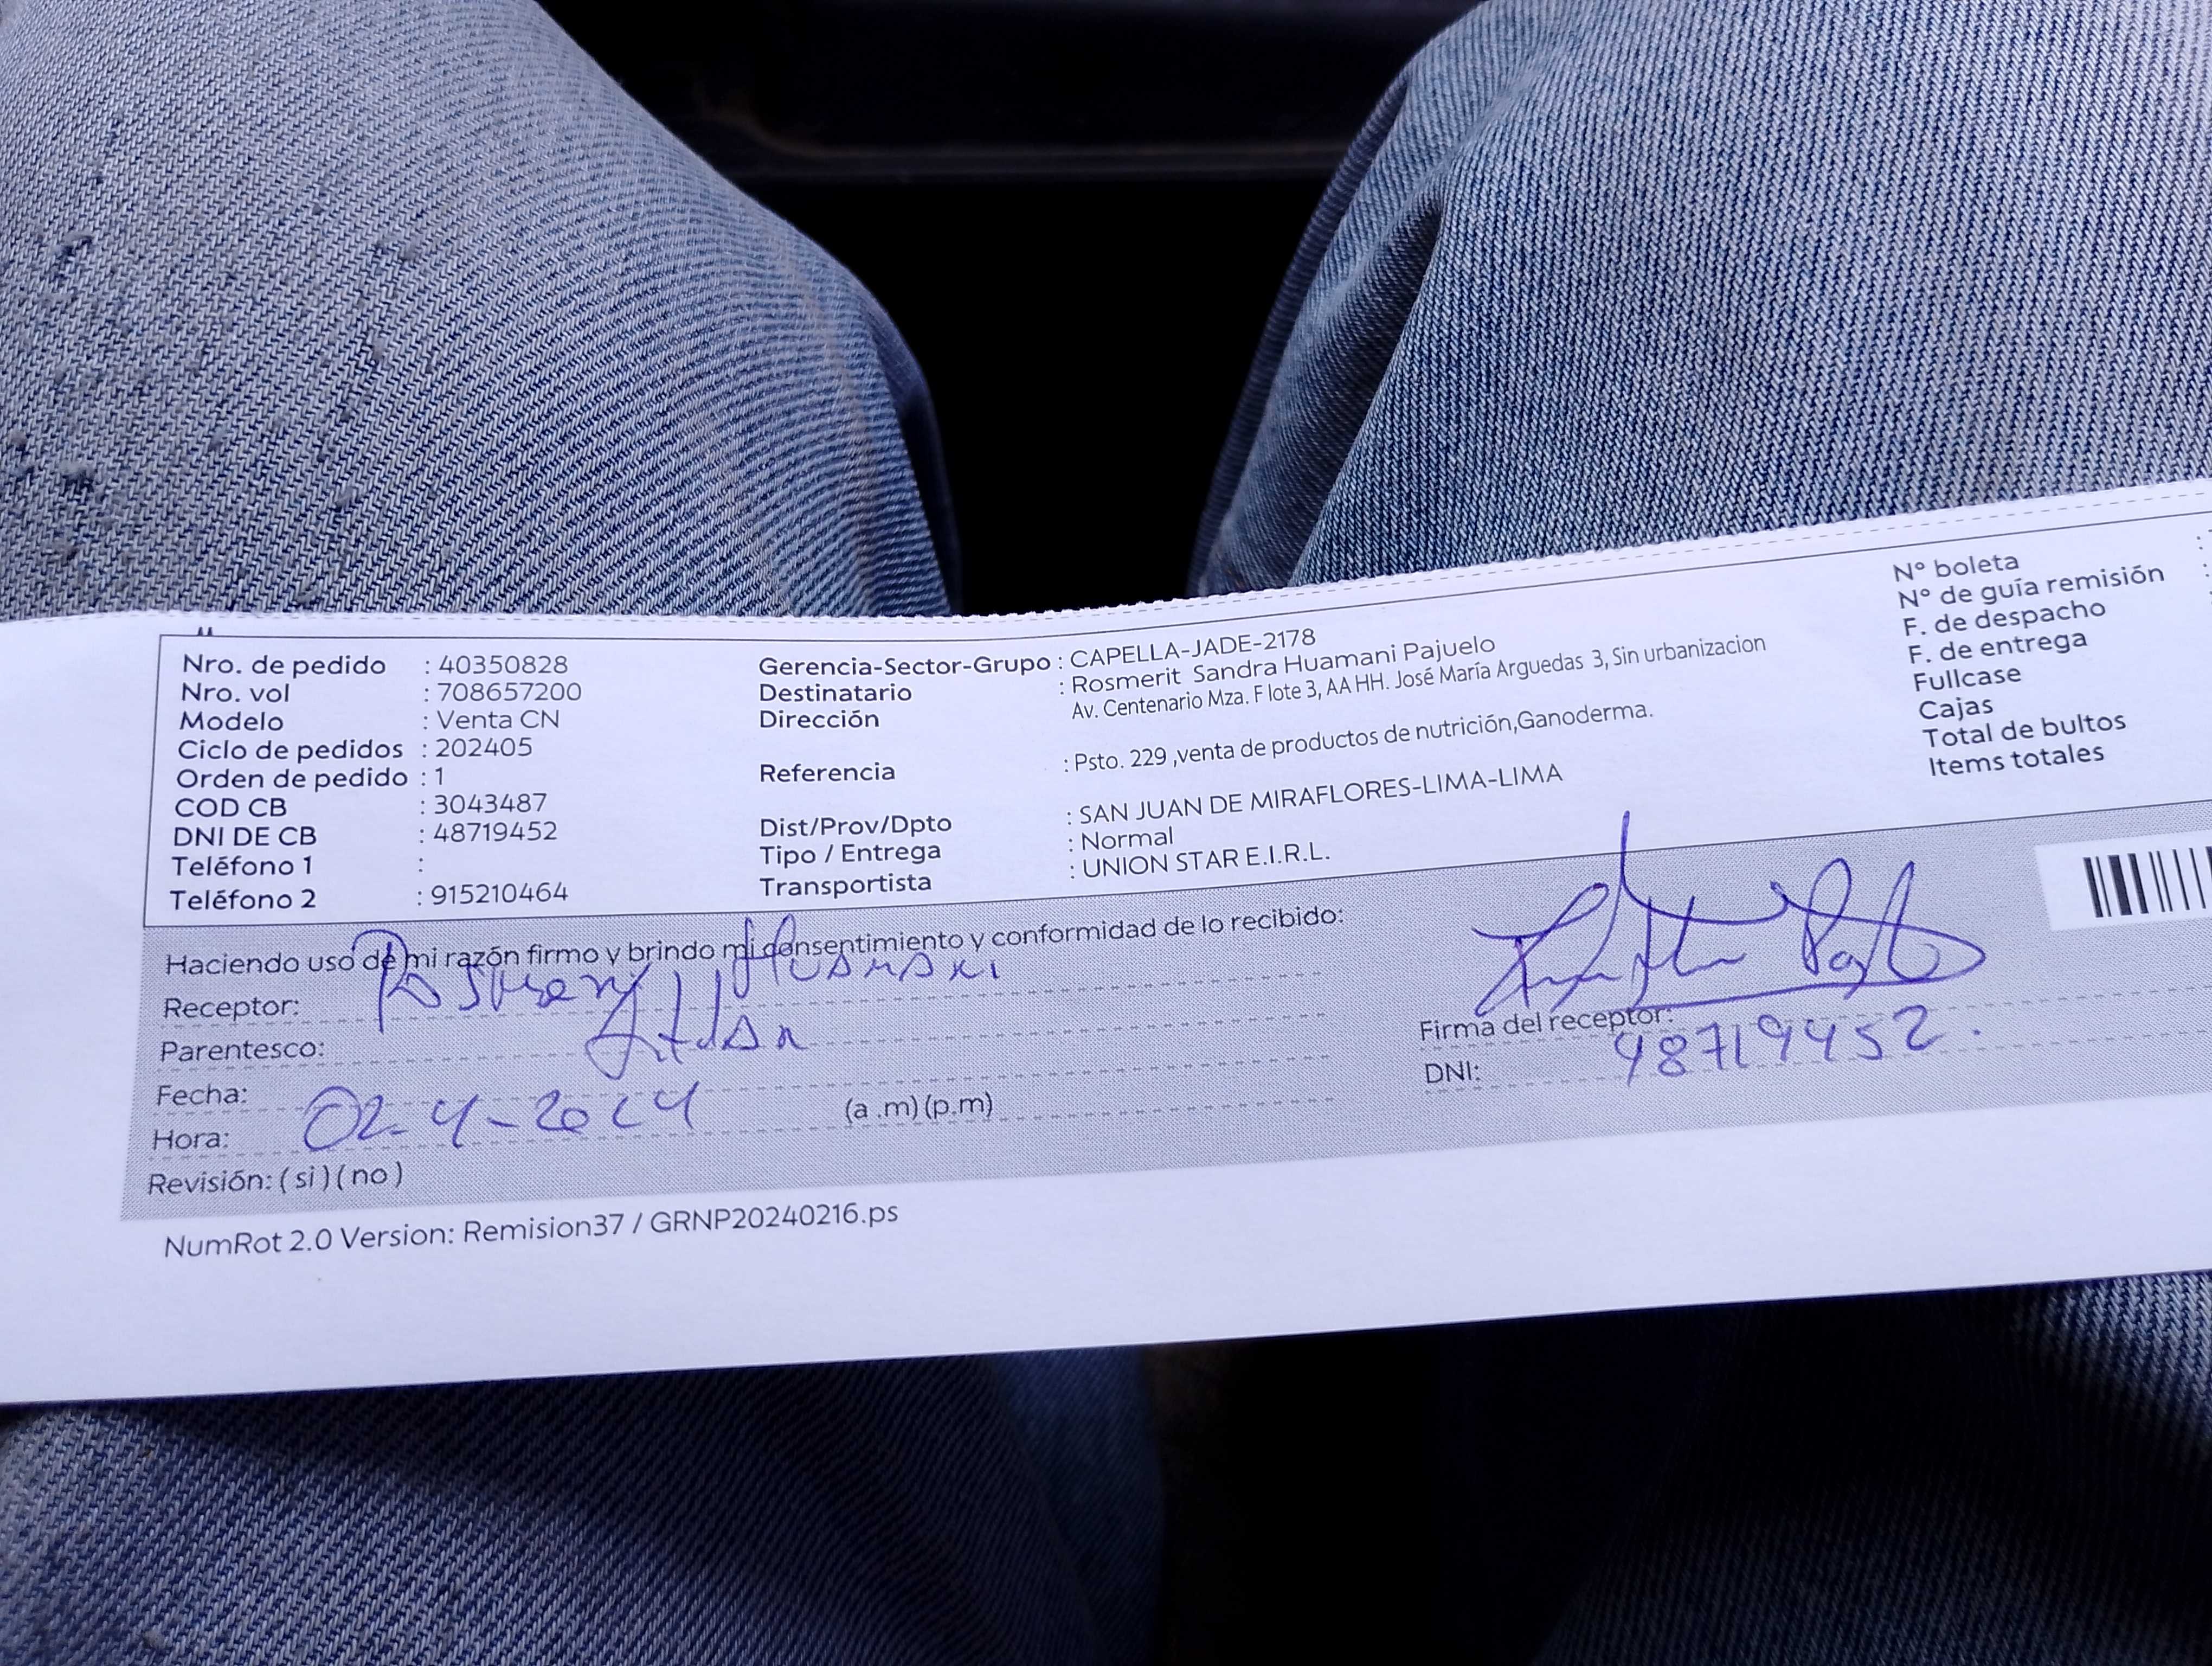 Nro. de pedido : 40350828
Nro. vol : 708657200
Modelo : Venta CN
Ciclo de pedidos : 202405
Orden de pedido : 1
COD CB : 3043487
DNI DE CB : 48719452
Teléfono 1 :
Teléfono 2 : 915210464
Gerencia-Sector-Grupo : CAPELLA-JADE-2178
Destinatario : Rosmerit Sandra Huamani Pajuelo
Dirección Av. Centenario Mza. F lote 3, AA HH. José María Arguedas 3, Sin urbanizacion
Referencia : Psto. 229 ,venta de productos de nutrición,Ganoderma.
Dist/Prov/Dpto : SAN JUAN DE MIRAFLORES-LIMA-LIMA
Tipo / Entrega : Normal
Transportista : UNION STAR E.I.R.L.
N° boleta :
N° de guía remisión :
F. de despacho
F. de entrega
Fullcase
Cajas
Total de bultos
Items totales
Haciendo uso de mi razón firmo y brindo mi consentimiento y conformidad de lo recibido:
Receptor: Huamani
Parentesco:
Fecha: 02-4-2024
Hora: (a .m) (p.m)
Revisión: ( si ) ( no )
Firma del receptor:
DNI: 48719452.
NumRot 2.0 Version: Remision37 / GRNP20240216.ps